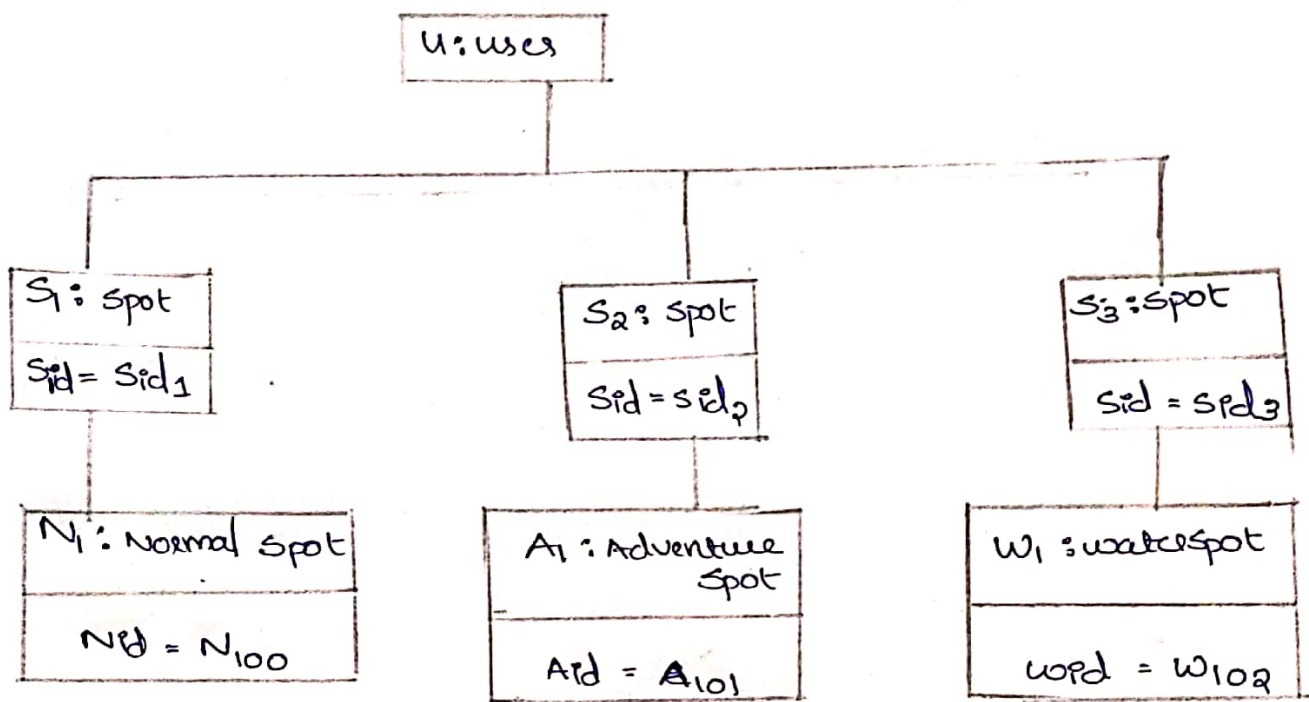 U: user
S1: spot
Sid = Sid1
S2: spot
Sid = sid2
S3: spot
Sid = Sid3
N1: Normal spot
Nid = N100
A1: Adventure
spot
Aid = A101
W1: waterspot
wid = W102